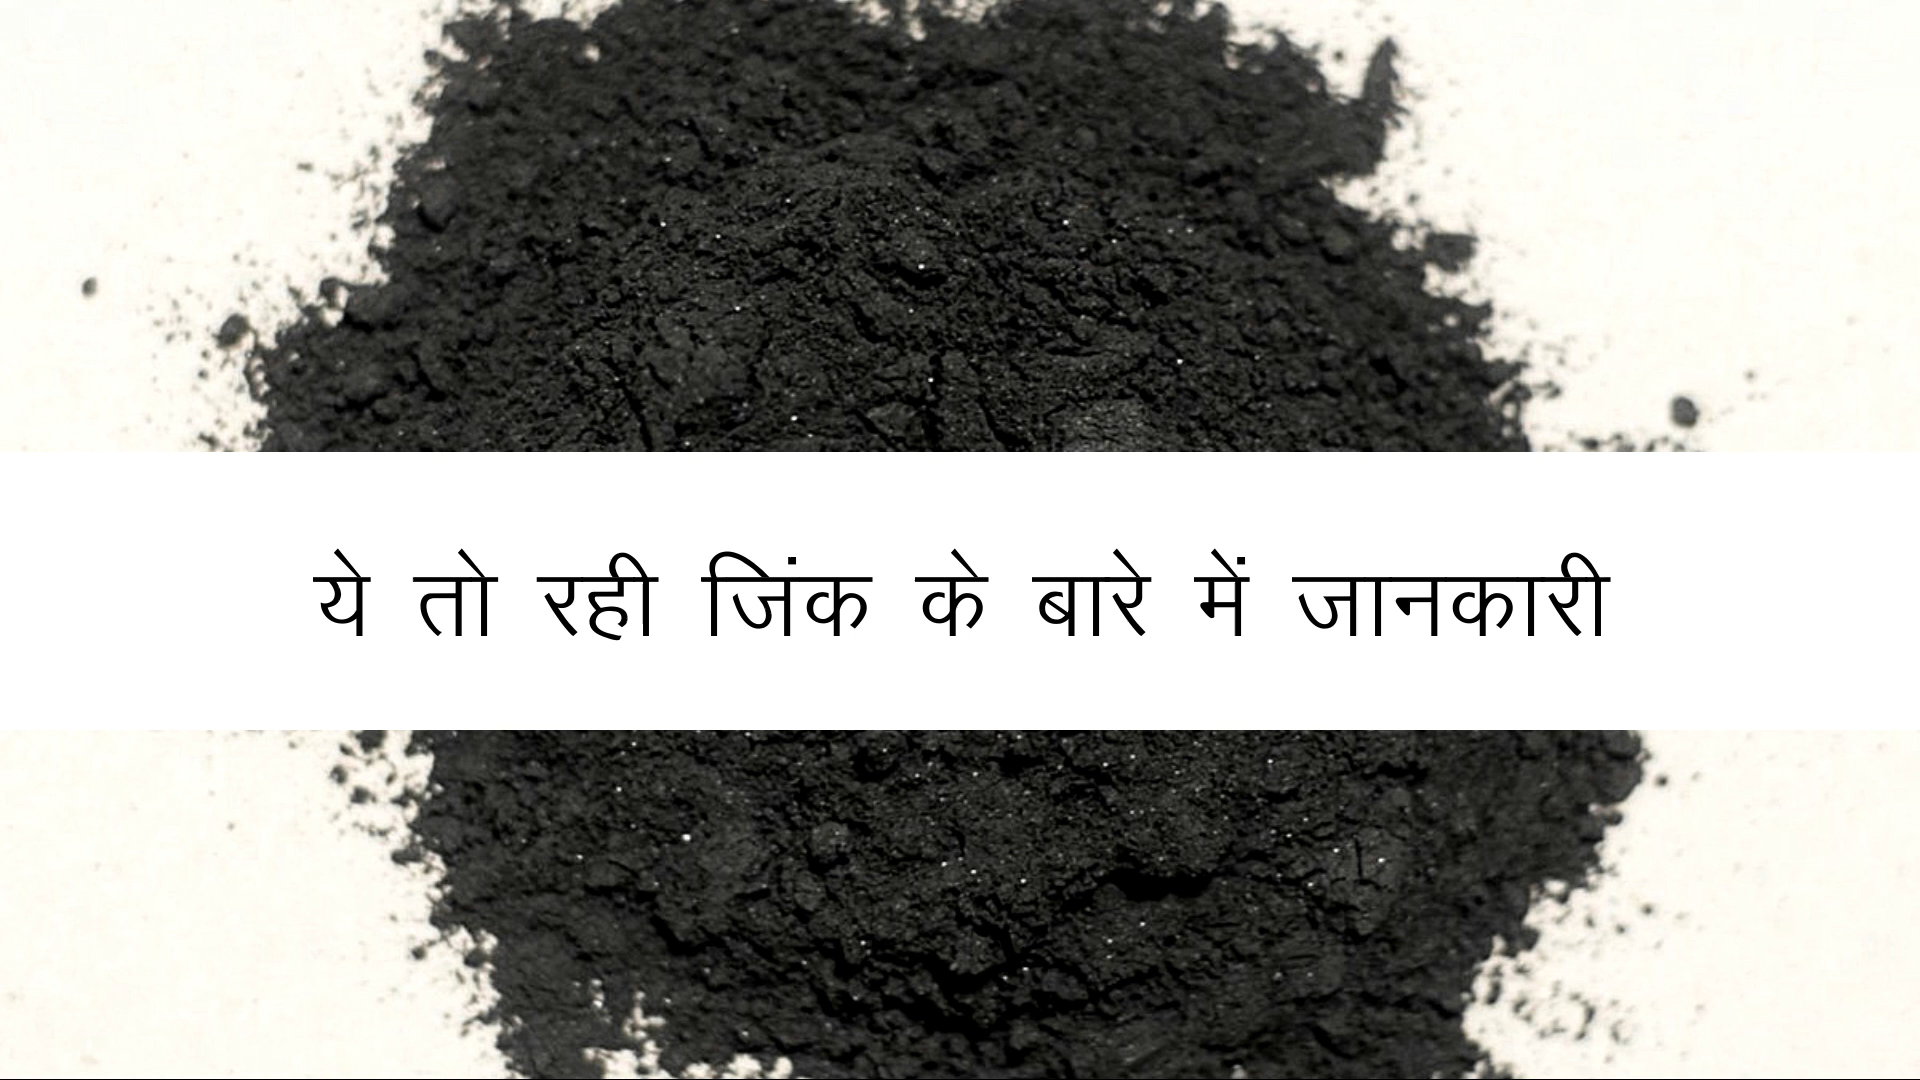 ये तो रही जिंक के बारे में जानकारी